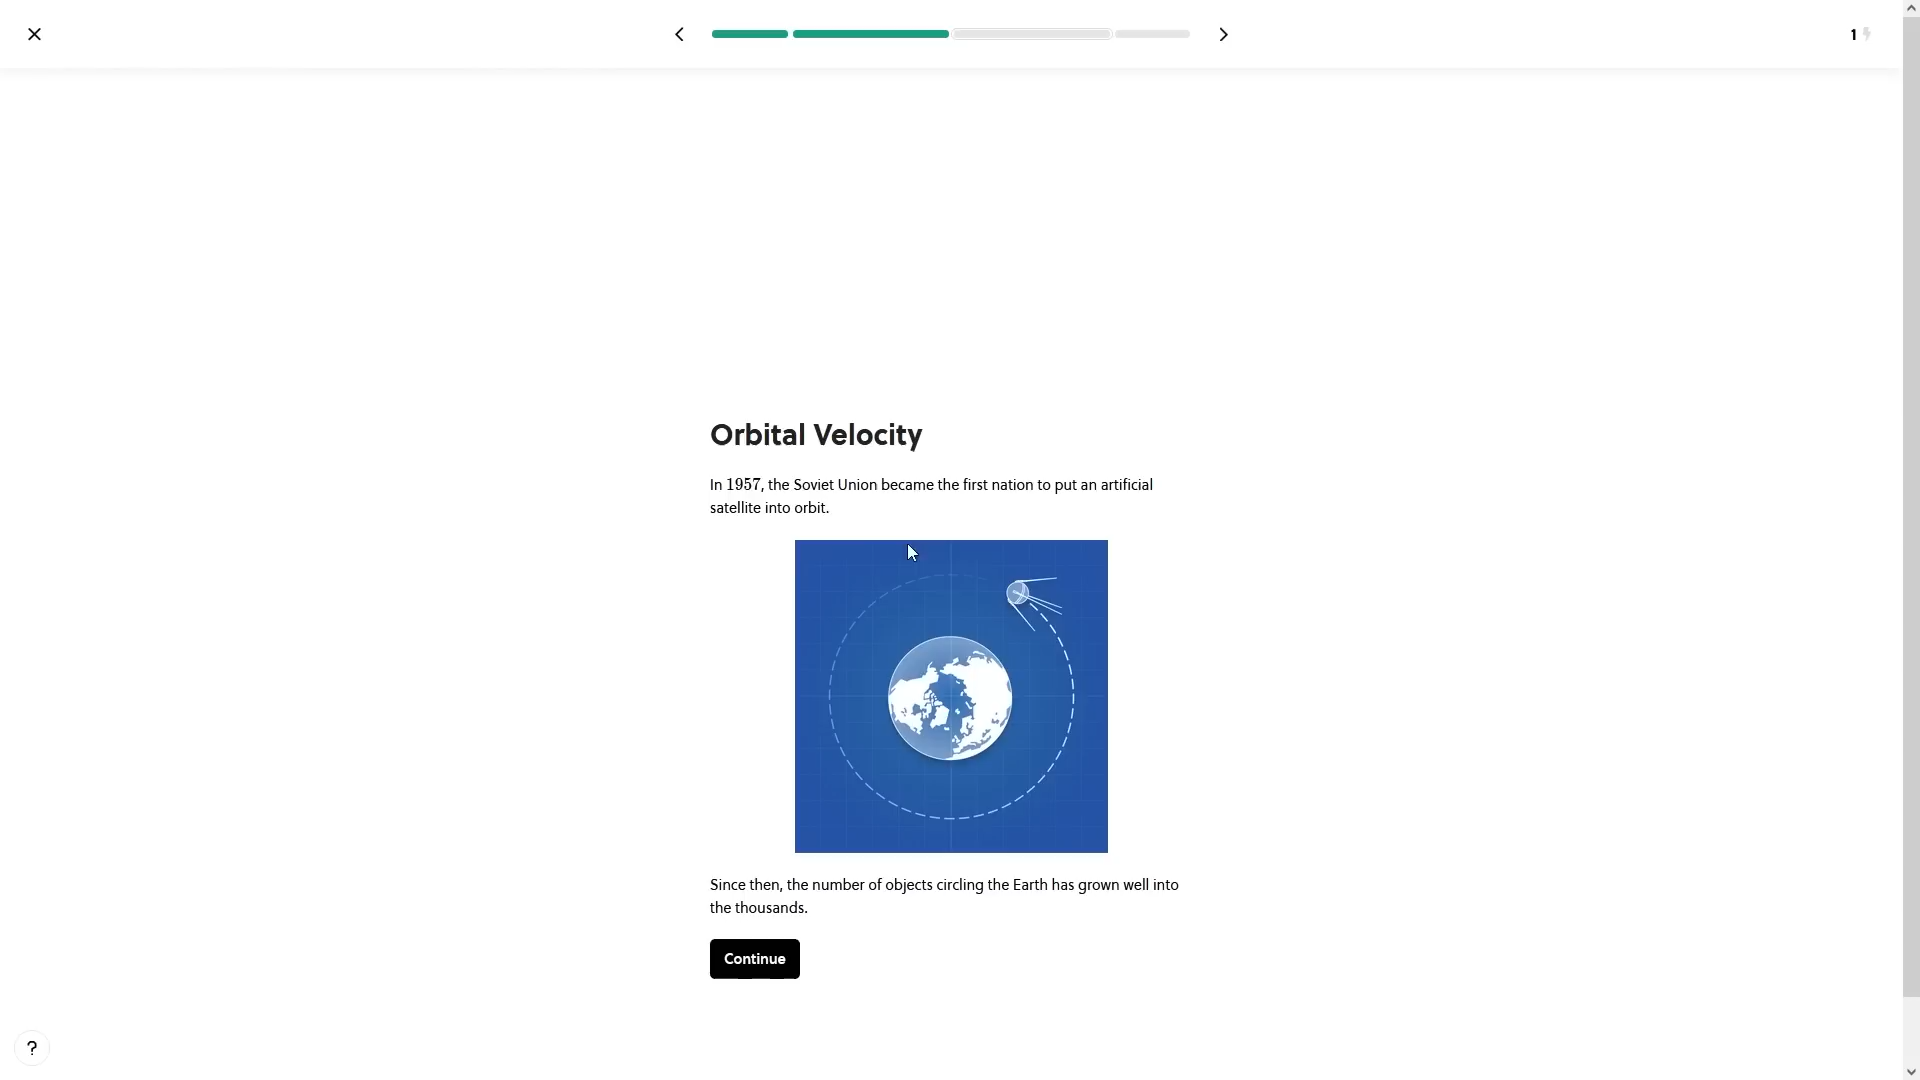 1
Orbital Velocity
In 1957, the Soviet Union became the first nation to put an artificial
satellite into orbit.
Since then, the number of objects circling the Earth has grown well into
the thousands.
Continue
?